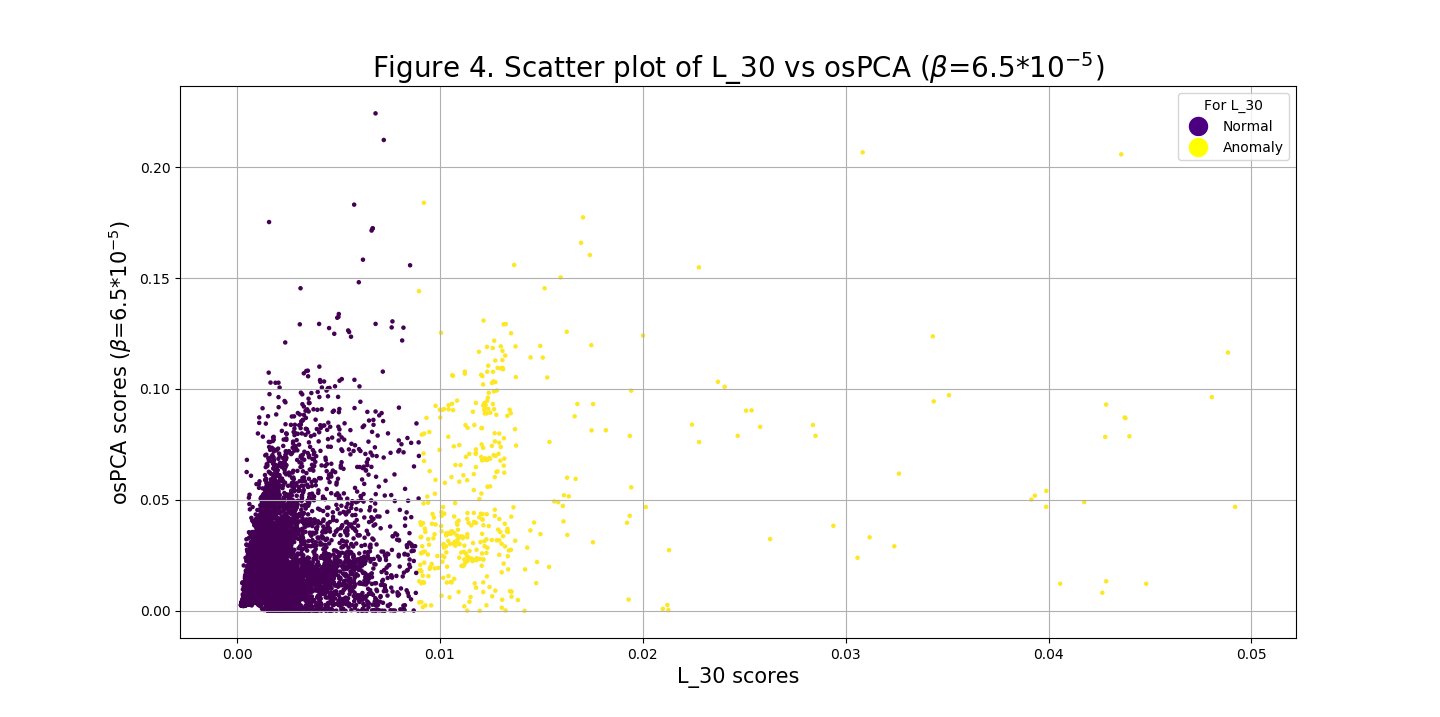 Figure 4. Scatter plot of L_30 vs osPCA (β=6.5*10⁻⁵)
For L_30
Normal
Anomaly
osPCA scores (β=6.5*10⁻⁵)
0.20
0.15
0.10
0.05
0.00
0.00 0.01 0.02 0.03 0.04 0.05
L_30 scores